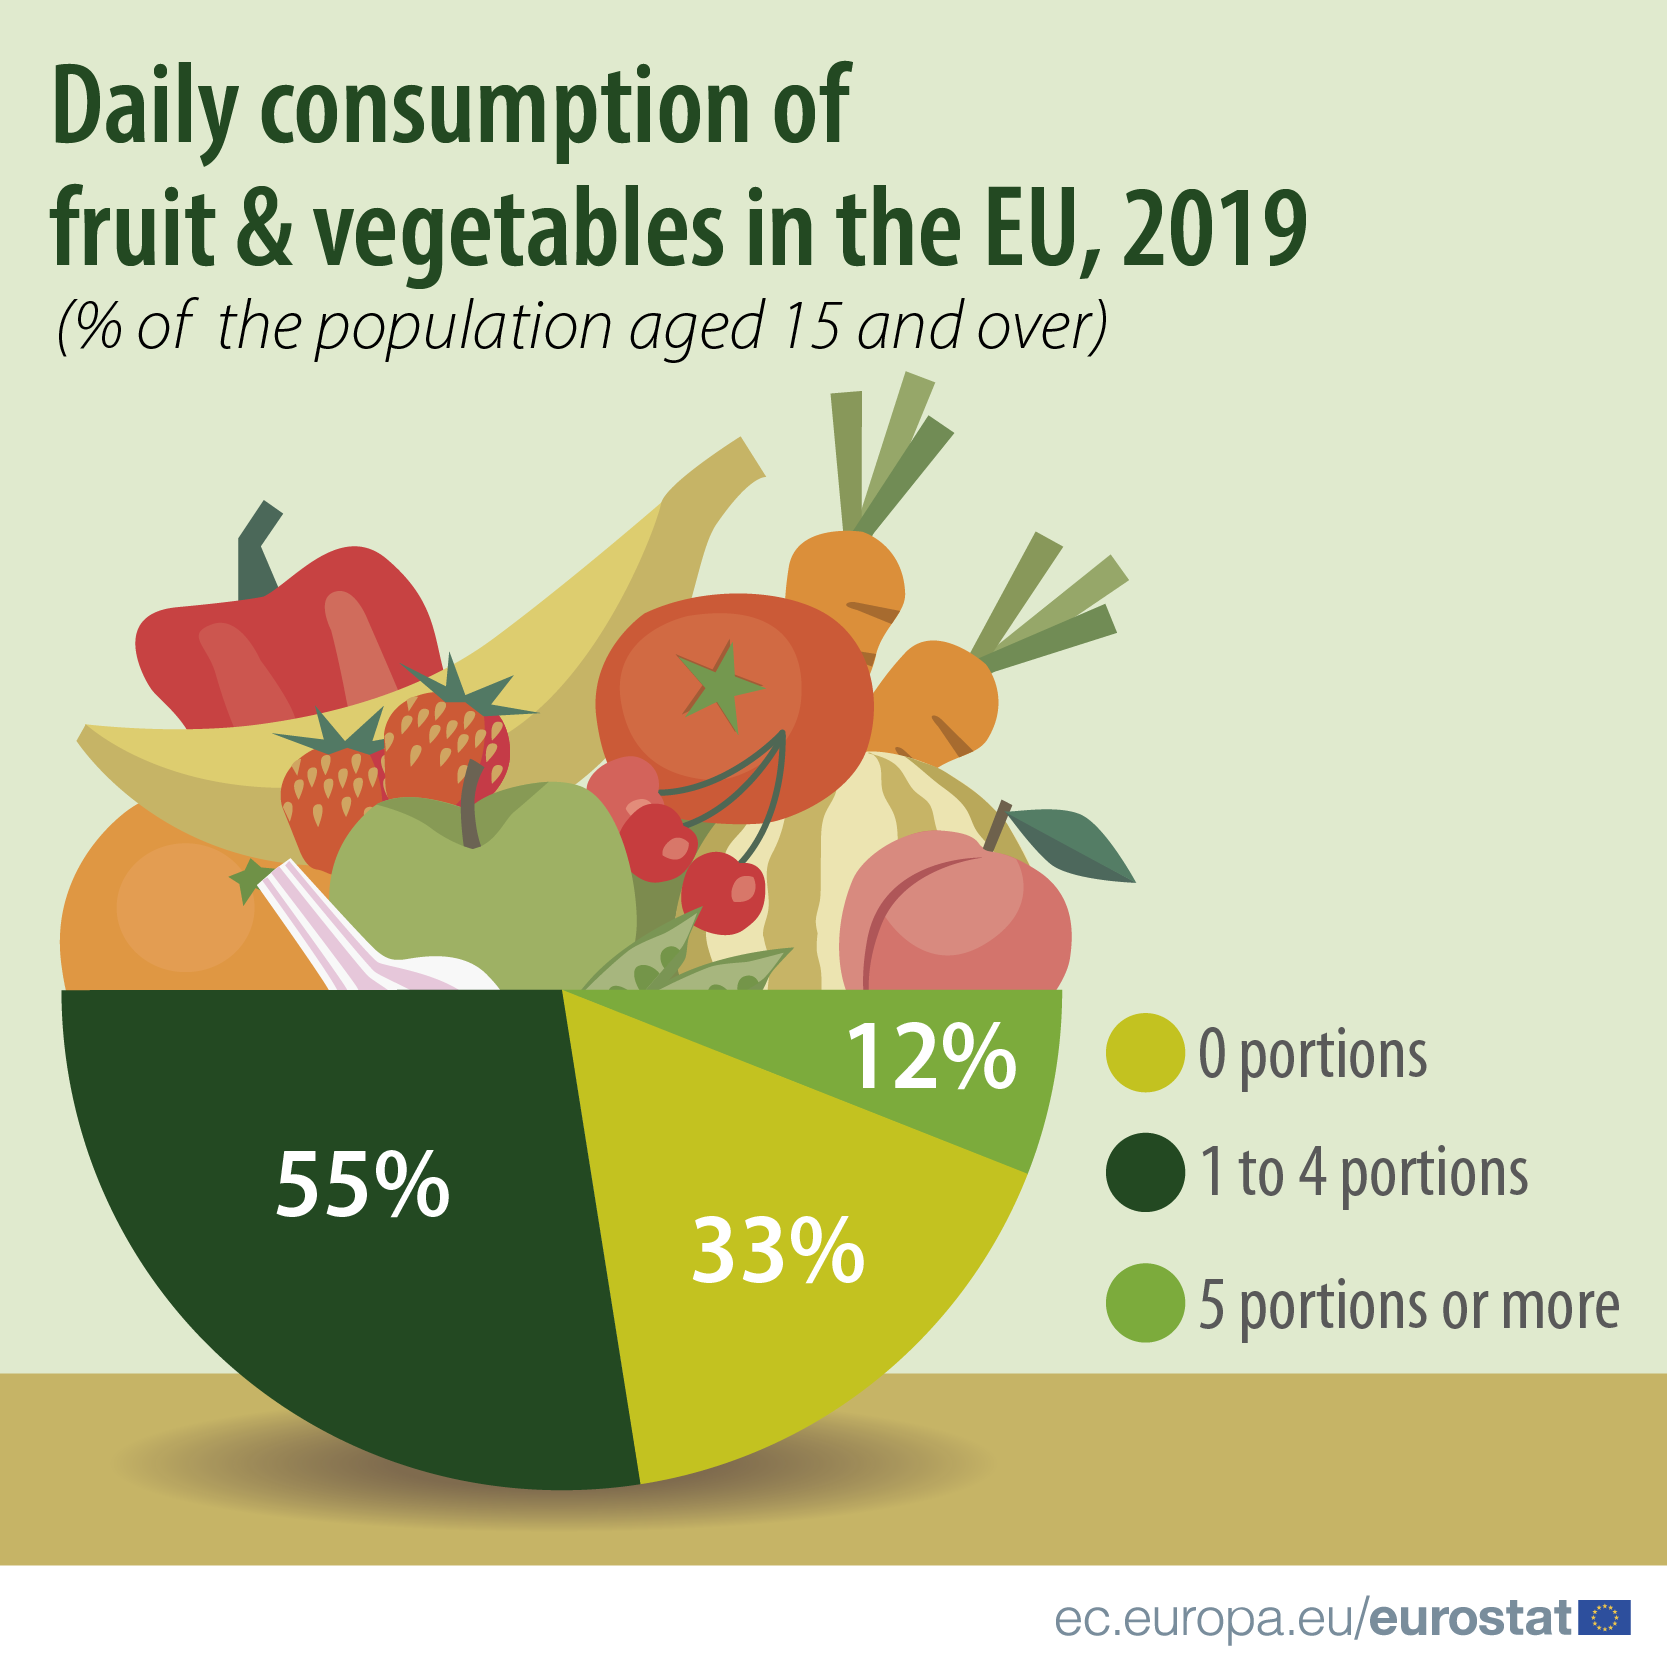 Daily consumption of
fruit & vegetables in the EU, 2019
(% of the population aged 15 and over)
12%
55%
33%
0 portions
1 to 4 portions
5 portions or more
ec.europa.eu/eurostat